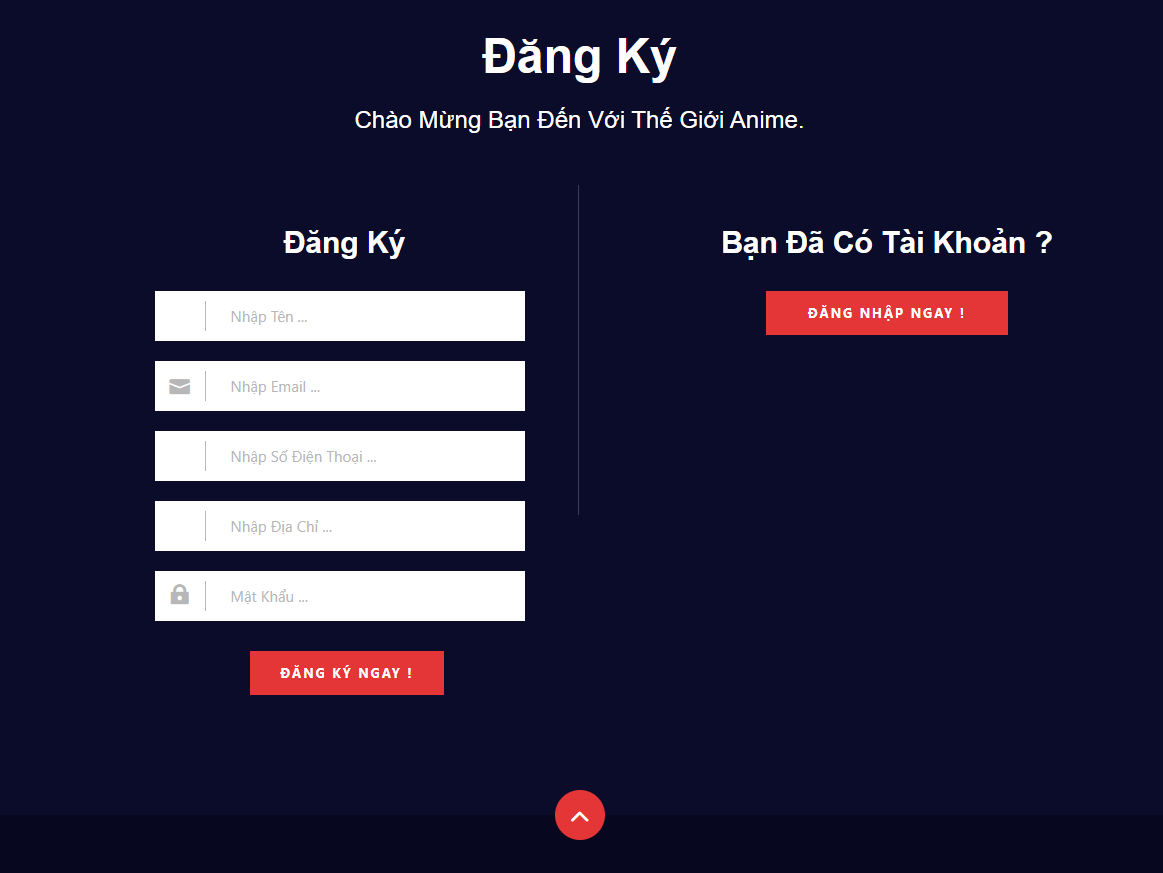 Đăng Ký
Chào Mừng Bạn Đến Với Thế Giới Anime.
Đăng Ký
Nhập Tên ...
Nhập Email ...
Nhập Số Điện Thoại ...
Nhập Địa Chỉ ...
Mật Khẩu ...
ĐĂNG KÝ NGAY !
Bạn Đã Có Tài Khoản ?
ĐĂNG NHẬP NGAY !